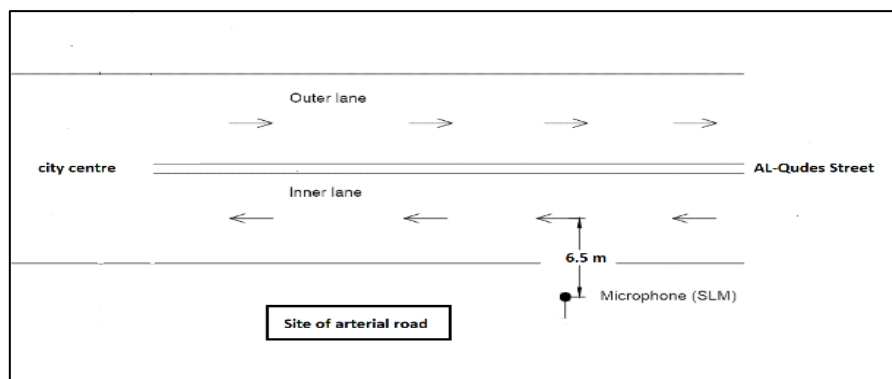 Outer lane
city centre
AL-Qudes Street
Inner lane
6.5 m
Microphone (SLM)
Site of arterial road